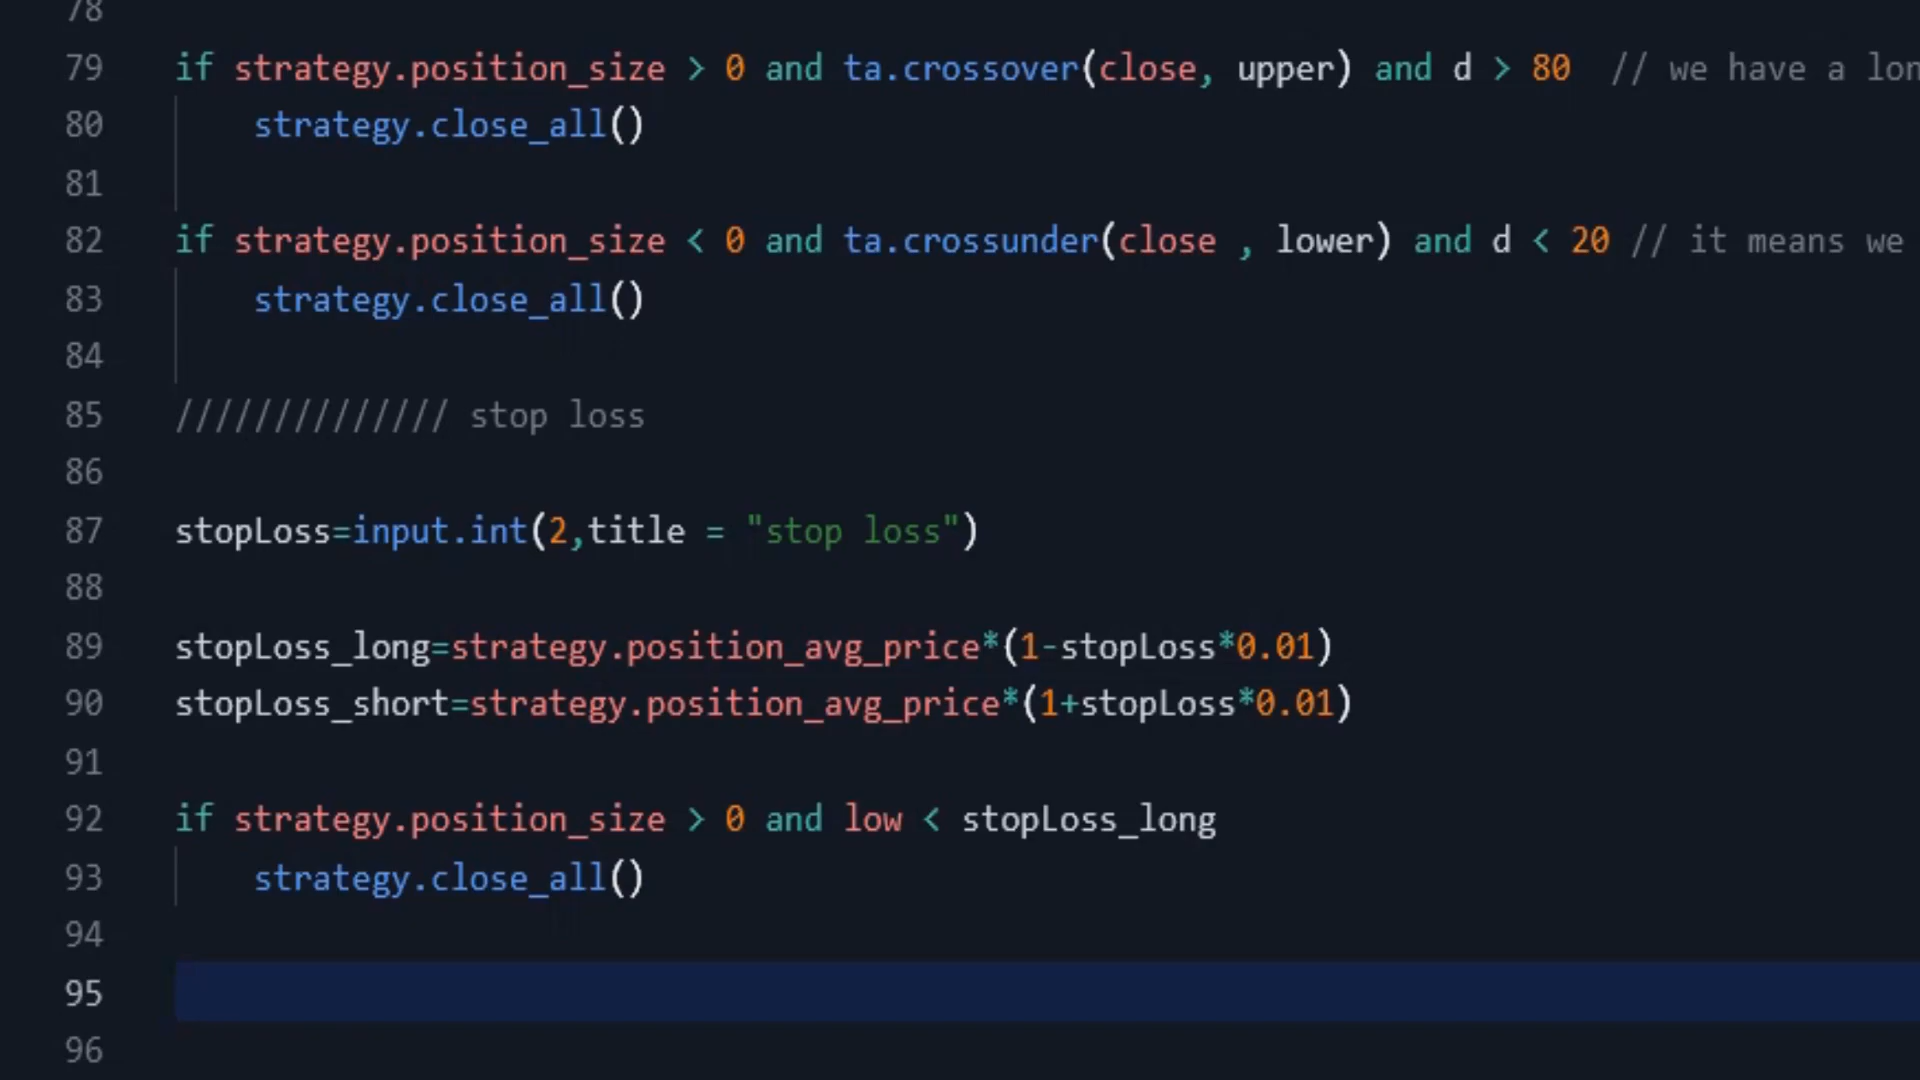 78
79 if strategy.position_size > 0 and ta.crossover(close, upper) and d > 80 // we have a
80 strategy.close_all()
81
82 if strategy.position_size < 0 and ta.crossunder(close , lower) and d < 20 // it means we
83 strategy.close_all()
84
85 ////////////// stop loss
86
87 stopLoss=input.int(2,title = "stop loss")
88
89 stopLoss_long=strategy.position_avg_price*(1-stopLoss*0.01)
90 stopLoss_short=strategy.position_avg_price*(1+stopLoss*0.01)
91
92 if strategy.position_size > 0 and low < stopLoss_long
93 strategy.close_all()
94
95
96